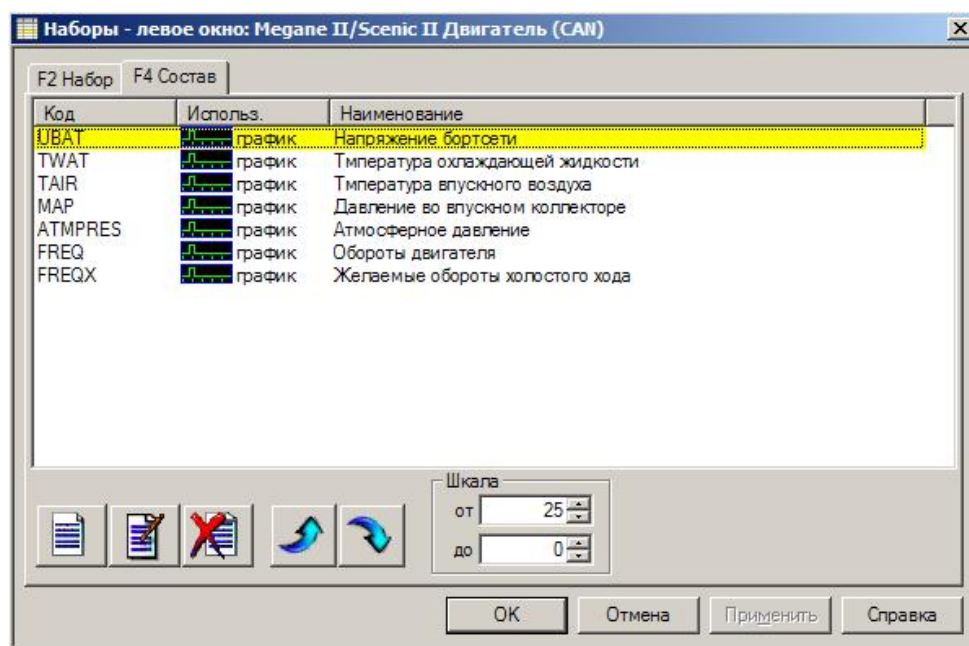 Наборы - левое окно: Megane II/Scenic II Двигатель (CAN)
F2 Набор F4 Состав
Код Использ. Наименование
UBAT график Напряжение бортсети
TWAT график Тмпература охлаждающей жидкости
TAIR график Тмпература впускного воздуха
MAP график Давление во впускном коллекторе
ATMPRES график Атмосферное давление
FREQ график Обороты двигателя
FREQX график Желаемые обороты холостого хода
Шкала
от 25
до 0
OK Отмена Применить Справка